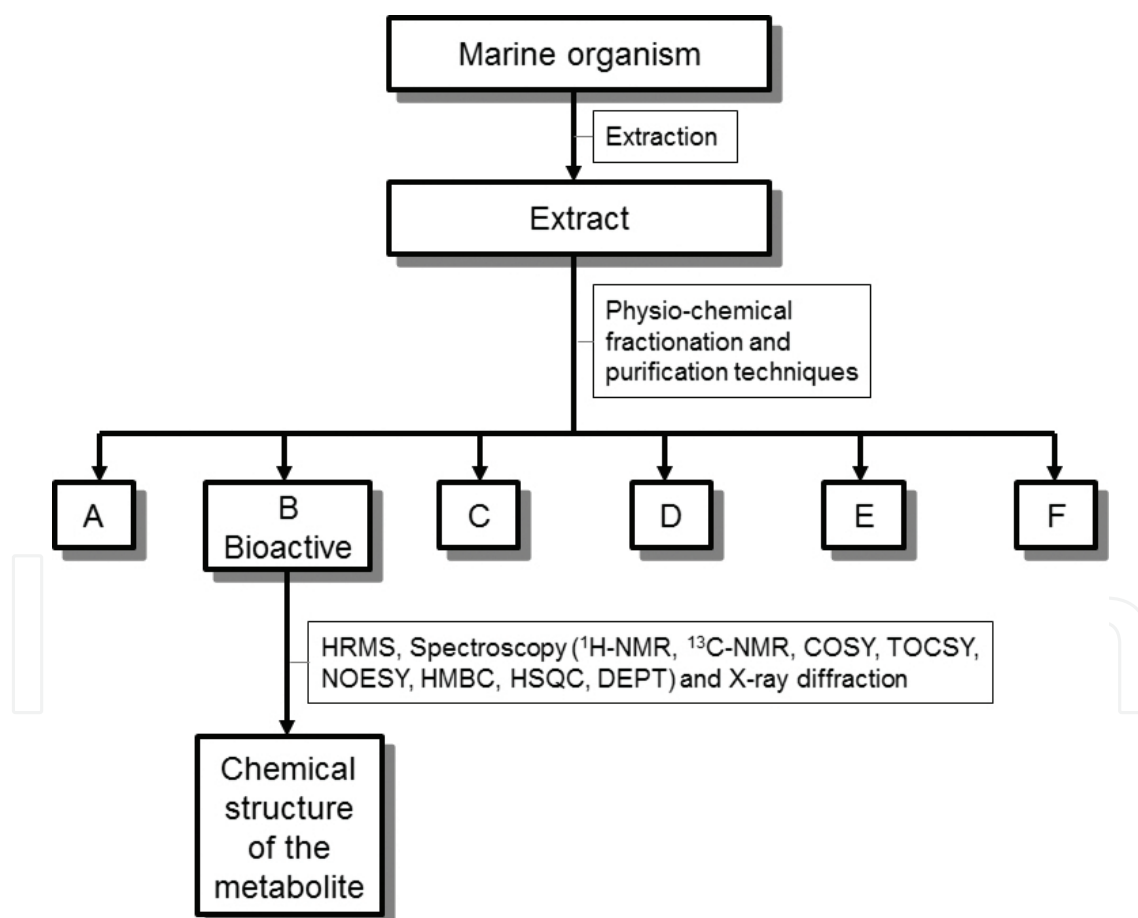 Marine organism
Extraction
Extract
Physio-chemical
fractionation and
purification techniques
A
B
Bioactive
C
D
E
F
HRMS, Spectroscopy (¹H-NMR, ¹³C-NMR, COSY, TOCSY,
NOESY, HMBC, HSQC, DEPT) and X-ray diffraction
Chemical
structure
of the
metabolite